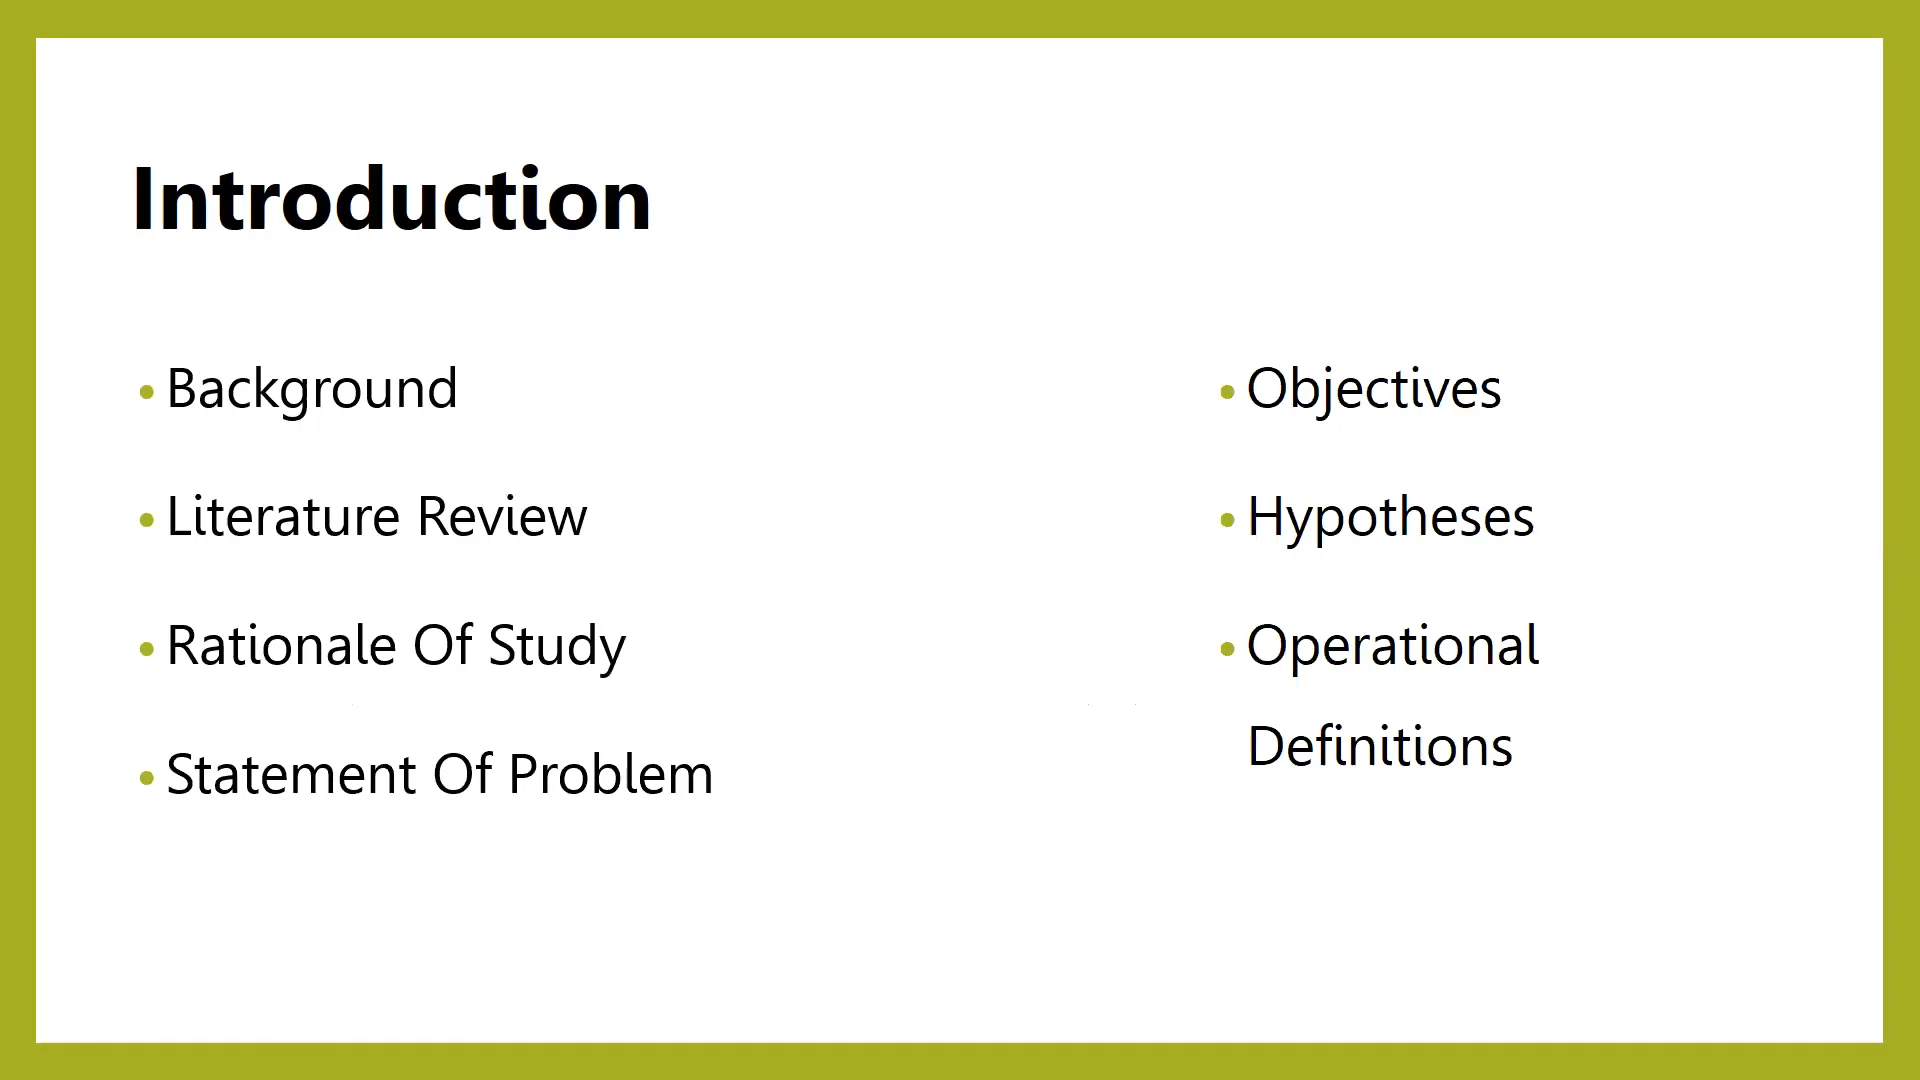 Introduction
• Background
• Literature Review
• Rationale Of Study
• Statement Of Problem
• Objectives
• Hypotheses
• Operational
Definitions